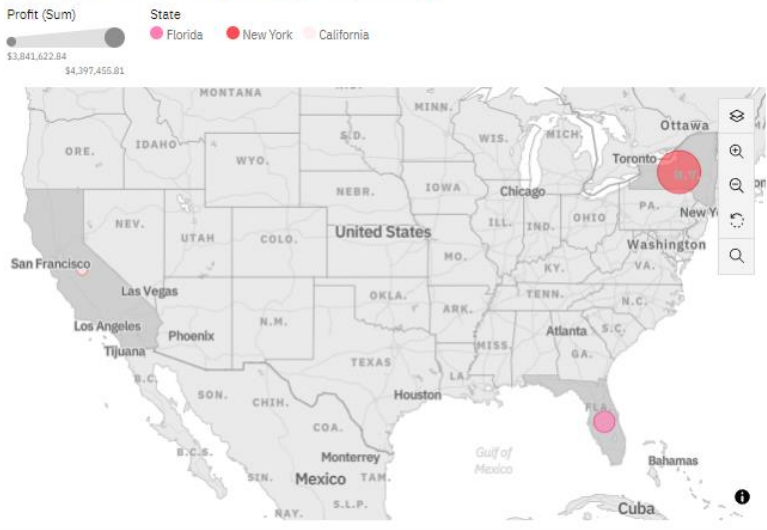 Profit (Sum)
$3,841,622.84
$4,397,455.81
State
Florida New York California
MONTANA
MINN.
Ottawa
ORE.
IDAHO
S.D.
WIS.
MICH.
Toronto
WYO.
N.Y.
NEBR.
IOWA
Chicago
PA.
New Y
NEV.
UTAH
COLO.
United States
ILL.
IND.
OHIO
Washington
San Francisco
MO.
KY.
VA.
Las Vegas
OKLA.
TENN.
N.C.
Los Angeles
Phoenix
N.M.
ARK.
Atlanta
S.C.
Tijuana
TEXAS
MISS.
GA.
B.C.
LA.
SON.
CHIH.
Houston
FLA.
COA.
B.C.S.
Monterrey
Gulf of
Mexico
Bahamas
SIN.
Mexico
TAM.
NAY.
S.L.P.
Cuba